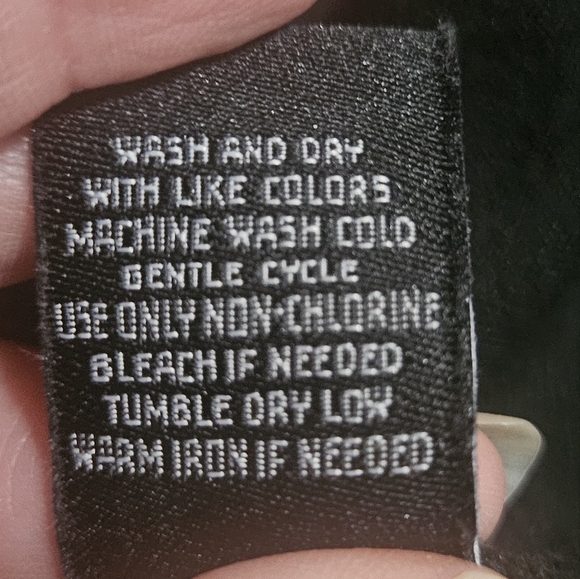 WASH AND DRY
WITH LIKE COLORS
MACHINE WASH COLD
GENTLE CYCLE
USE ONLY NON-CHLORINE
BLEACH IF NEEDED
TUMBLE DRY LOW
WARM IRON IF NEEDED